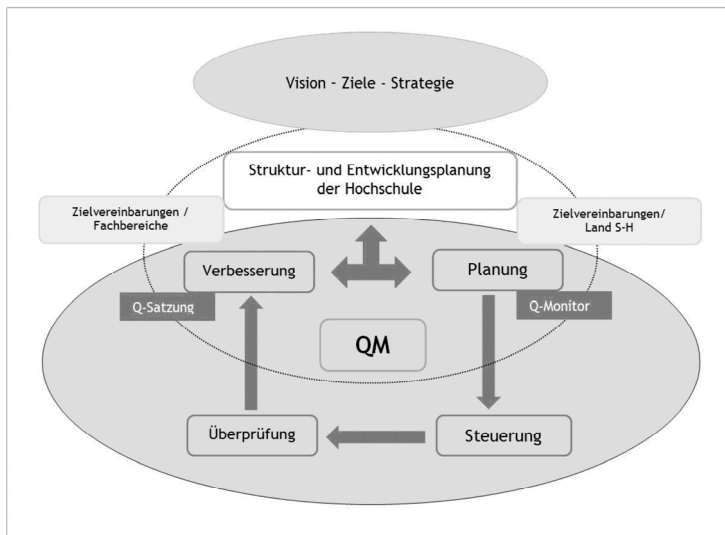 Vision - Ziele - Strategie
Struktur- und Entwicklungsplanung
der Hochschule
Zielvereinbarungen /
Fachbereiche
Zielvereinbarungen/
Land S-H
Verbesserung
Planung
Q-Satzung
Q-Monitor
QM
Überprüfung
Steuerung